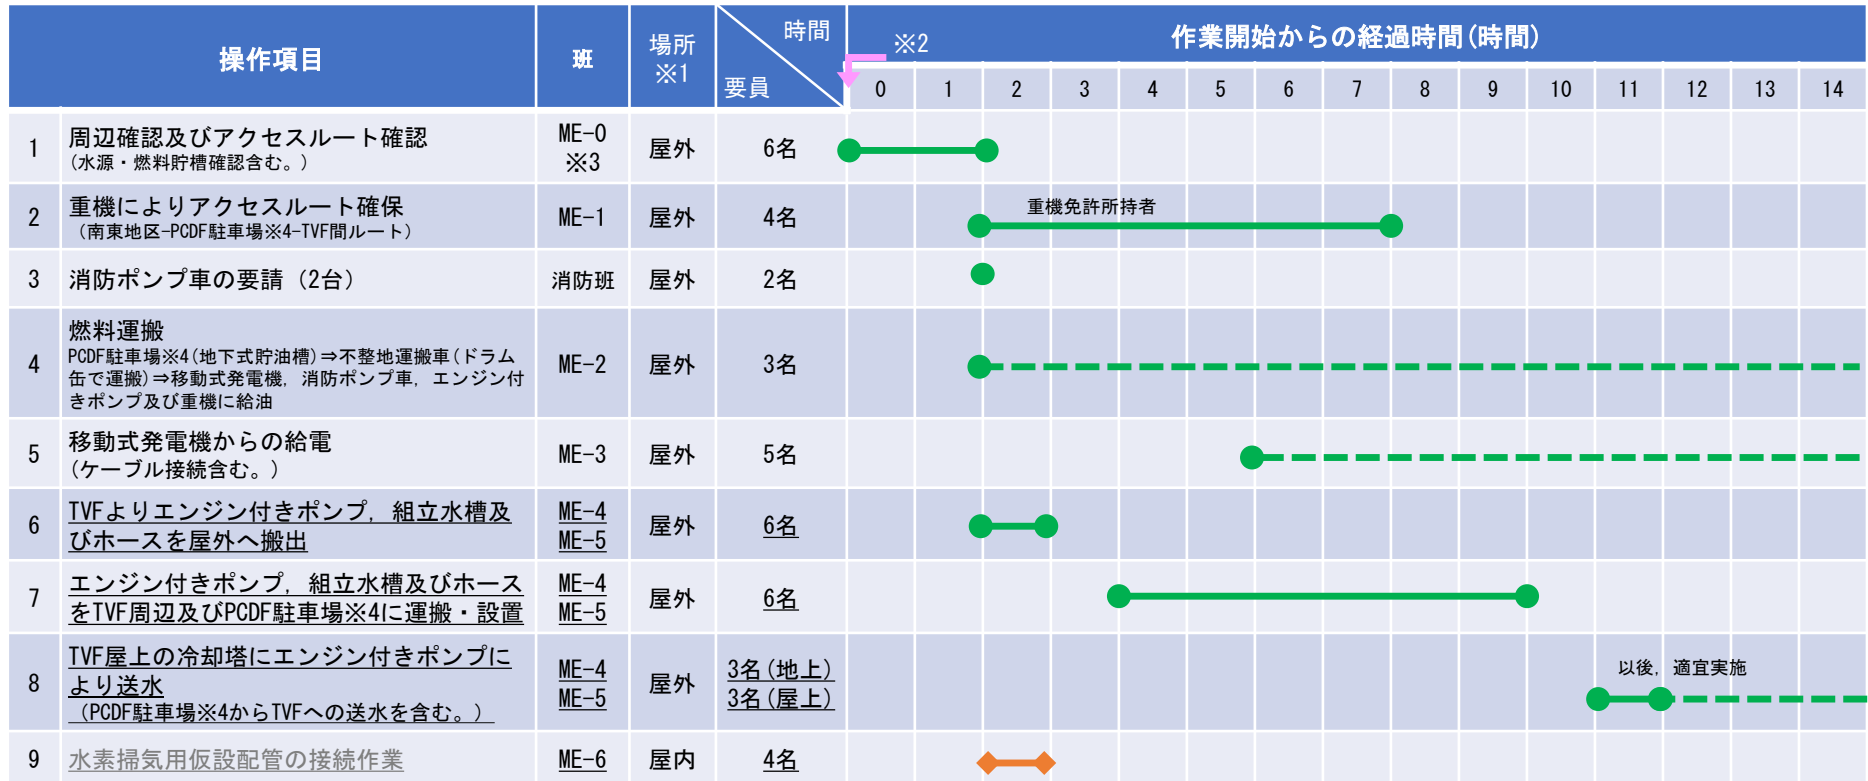 操作項目
班
場所
※1
時間
要員
※2
作業開始からの経過時間(時間)
0 1 2 3 4 5 6 7 8 9 10 11 12 13 14
1
周辺確認及びアクセスルート確認
(水源・燃料貯槽確認含む。)
ME-0
※3
屋外
6名
2
重機によりアクセスルート確保
（南東地区-PCDF駐車場※4-TVF間ルート）
ME-1
屋外
4名
重機免許所持者
3
消防ポンプ車の要請（2台）
消防班
屋外
2名
4
燃料運搬
PCDF駐車場※4(地下式貯油槽)⇒不整地運搬車(ドラム
缶で運搬)⇒移動式発電機，消防ポンプ車，エンジン付
きポンプ及び重機に給油
ME-2
屋外
3名
5
移動式発電機からの給電
(ケーブル接続含む。)
ME-3
屋外
5名
6
TVFよりエンジン付きポンプ，組立水槽及
びホースを屋外へ搬出
ME-4
ME-5
屋外
6名
7
エンジン付きポンプ，組立水槽及びホース
をTVF周辺及びPCDF駐車場※4に運搬・設置
ME-4
ME-5
屋外
6名
8
TVF屋上の冷却塔にエンジン付きポンプに
より送水
（PCDF駐車場※4からTVFへの送水を含む。）
ME-4
ME-5
屋外
3名(地上)
3名(屋上)
以後，適宜実施
9
水素掃気用仮設配管の接続作業
ME-6
屋内
4名